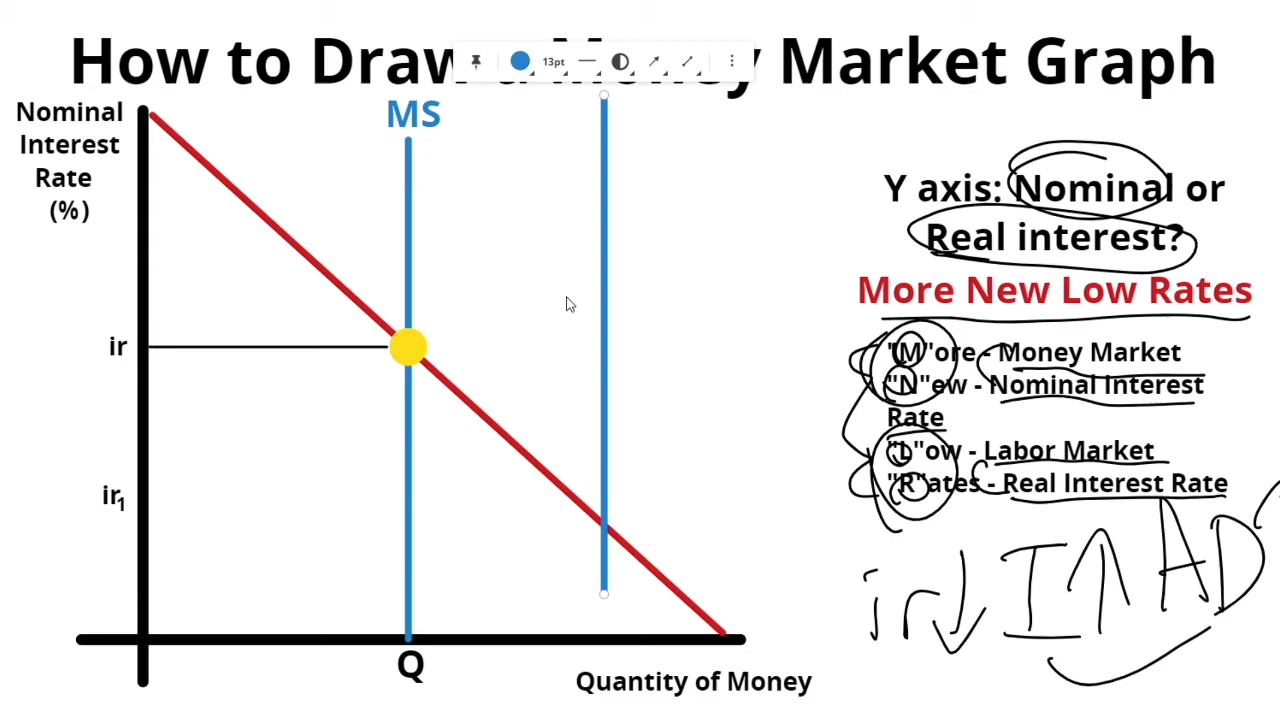 How to Draw a Money Market Graph
13pt
Nominal
Interest
Rate
(%)
MS
ir
ir1
Q
Quantity of Money
Y axis: Nominal or
Real interest?
More New Low Rates
"M"ore - Money Market
"N"ew - Nominal Interest
Rate
"L"ow - Labor Market
"R"ates - Real Interest Rate
ir↓ I↑ AD